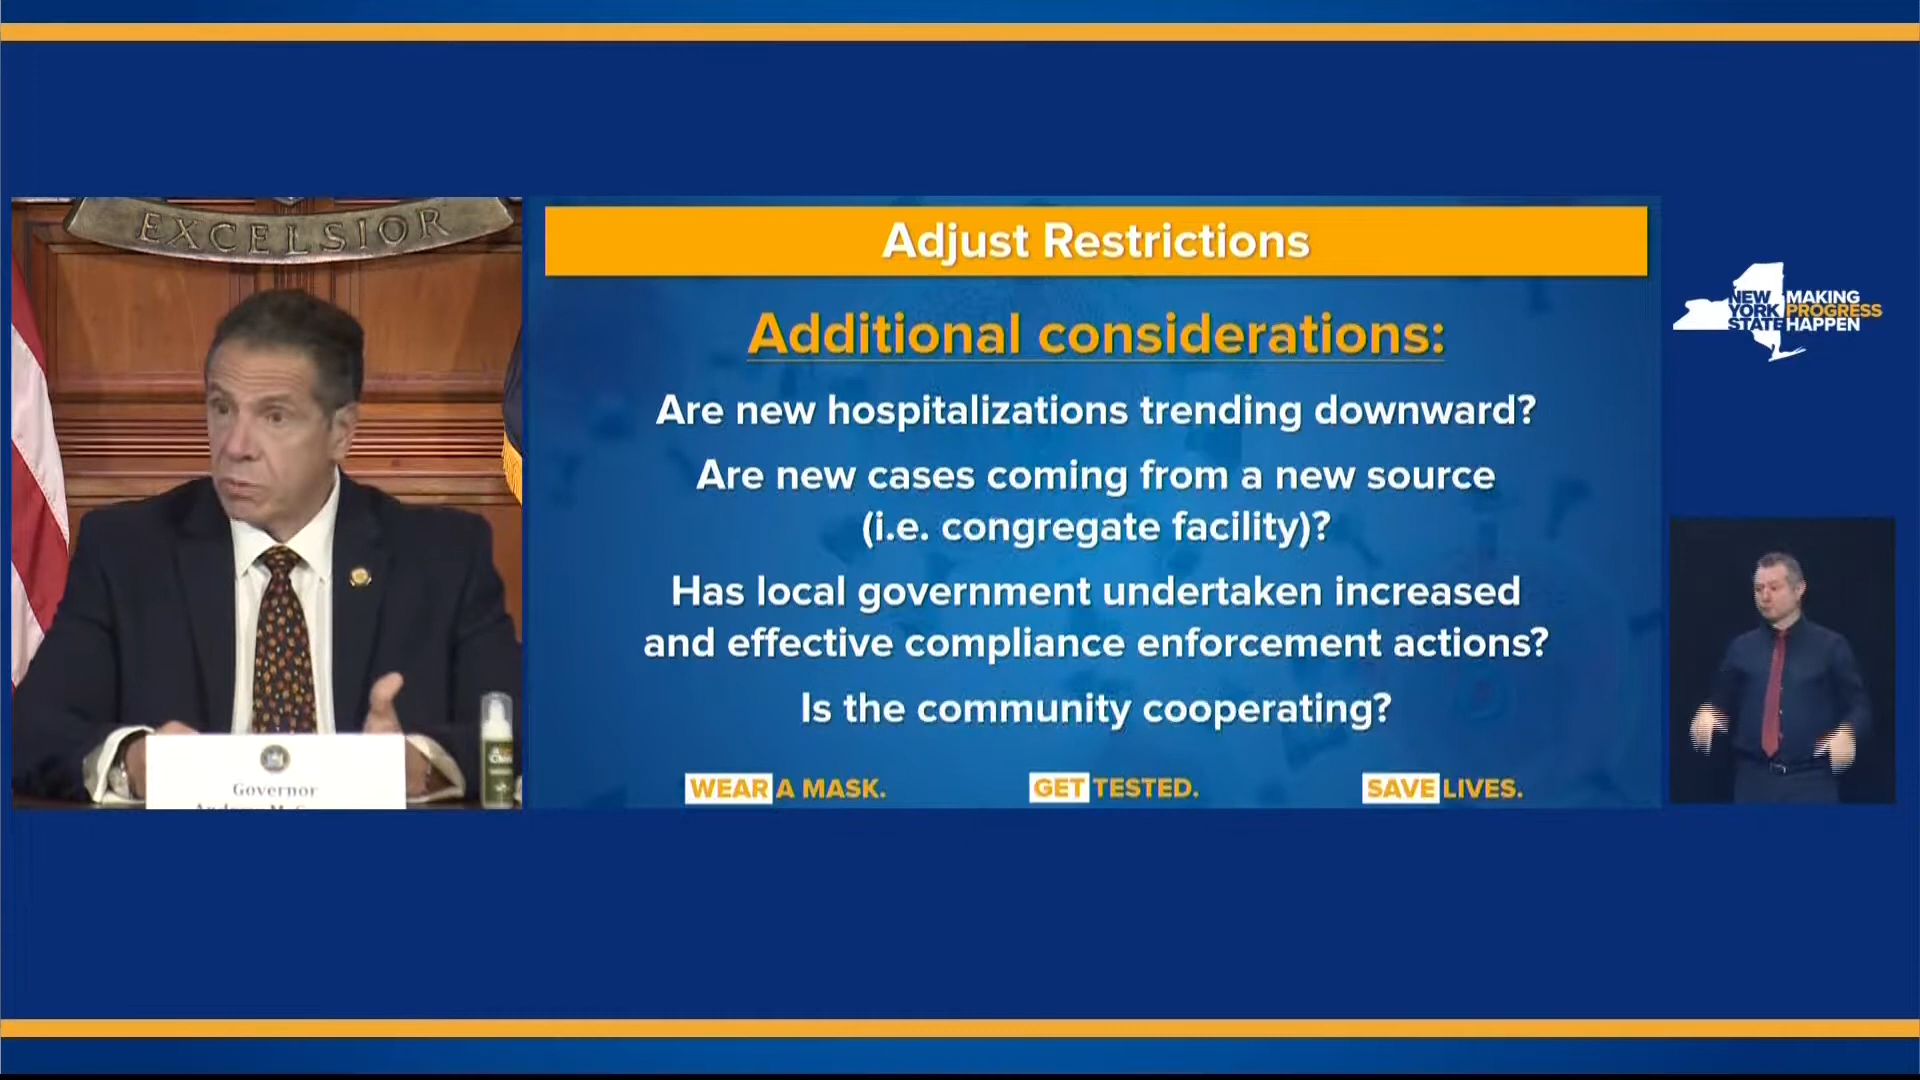 EXCELSIOR
Governor
Adjust Restrictions
Additional considerations:
Are new hospitalizations trending downward?
Are new cases coming from a new source
(i.e. congregate facility)?
Has local government undertaken increased
and effective compliance enforcement actions?
Is the community cooperating?
WEAR A MASK.
GET TESTED.
SAVE LIVES.
NEW
YORK
STATE
MAKING
PROGRESS
HAPPEN